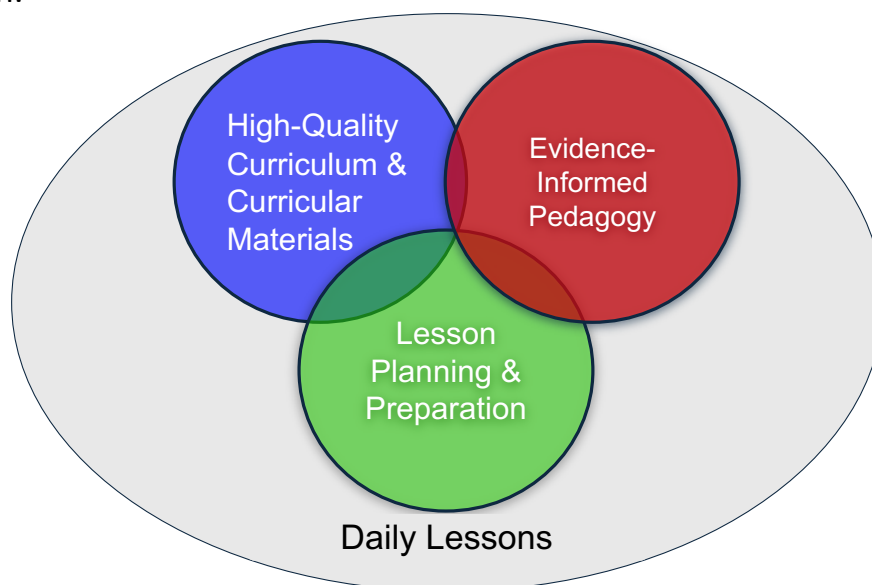 High-Quality
Curriculum &
Curricular
Materials
Evidence-
Informed
Pedagogy
Lesson
Planning &
Preparation
Daily Lessons